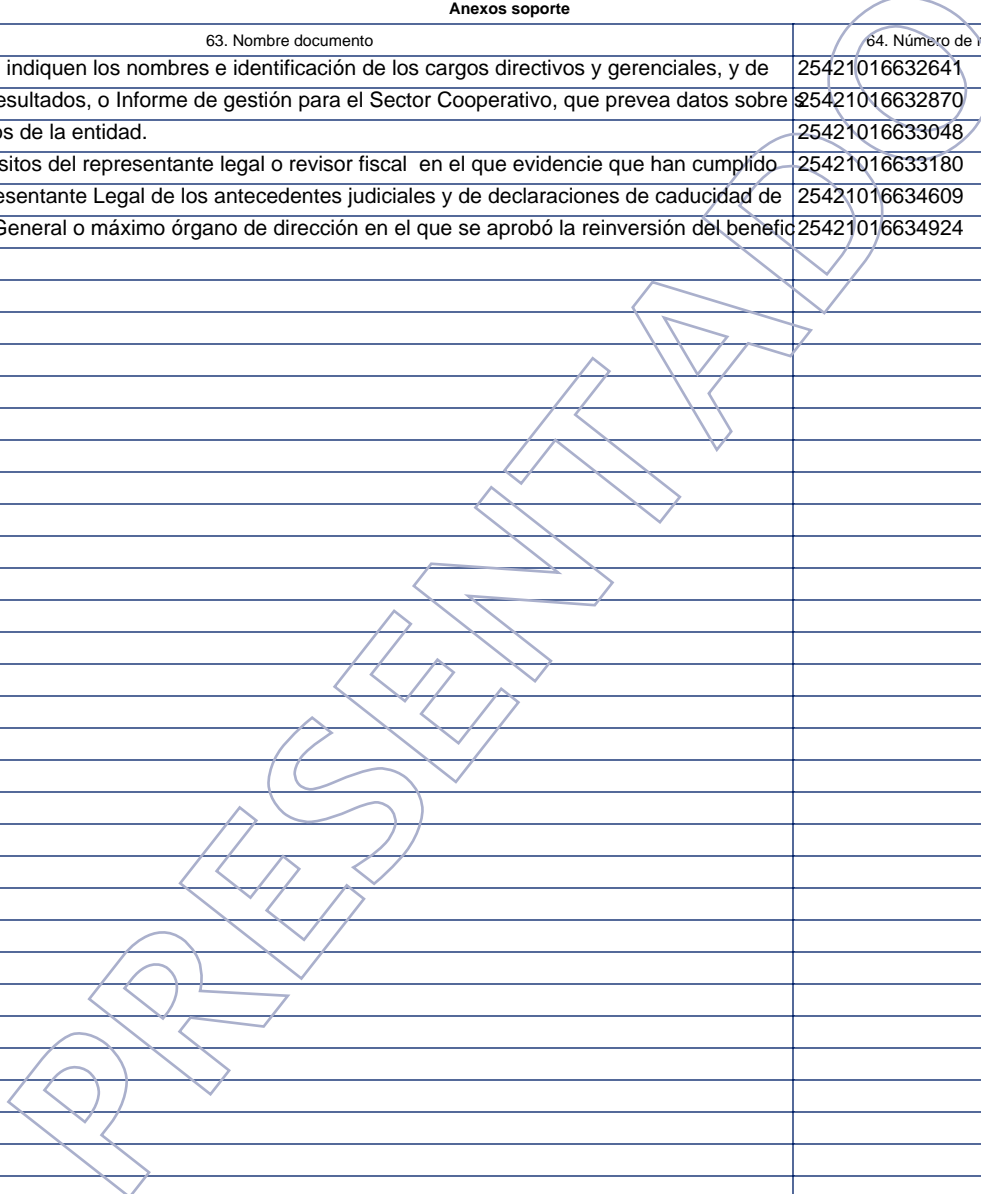 Anexos soporte
63. Nombre documento 64. Número de
indiquen los nombres e identificación de los cargos directivos y gerenciales, y de 25421016632641
esultados, o Informe de gestión para el Sector Cooperativo, que prevea datos sobre s 25421016632870
os de la entidad. 25421016633048
sitos del representante legal o revisor fiscal en el que evidencie que han cumplido 25421016633180
esentante Legal de los antecedentes judiciales y de declaraciones de caducidad de 25421016634609
General o máximo órgano de dirección en el que se aprobó la reinversión del benefic 25421016634924
PRESENTADO